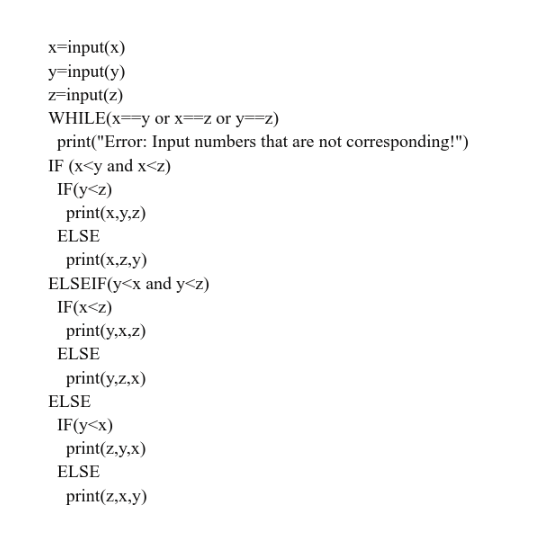 x=input(x)
y=input(y)
z=input(z)
WHILE(x==y or x==z or y==z)
  print("Error: Input numbers that are not corresponding!")
IF (x<y and x<z)
  IF(y<z)
    print(x,y,z)
  ELSE
    print(x,z,y)
ELSEIF(y<x and y<z)
  IF(x<z)
    print(y,x,z)
  ELSE
    print(y,z,x)
ELSE
  IF(y<x)
    print(z,y,x)
  ELSE
    print(z,x,y)